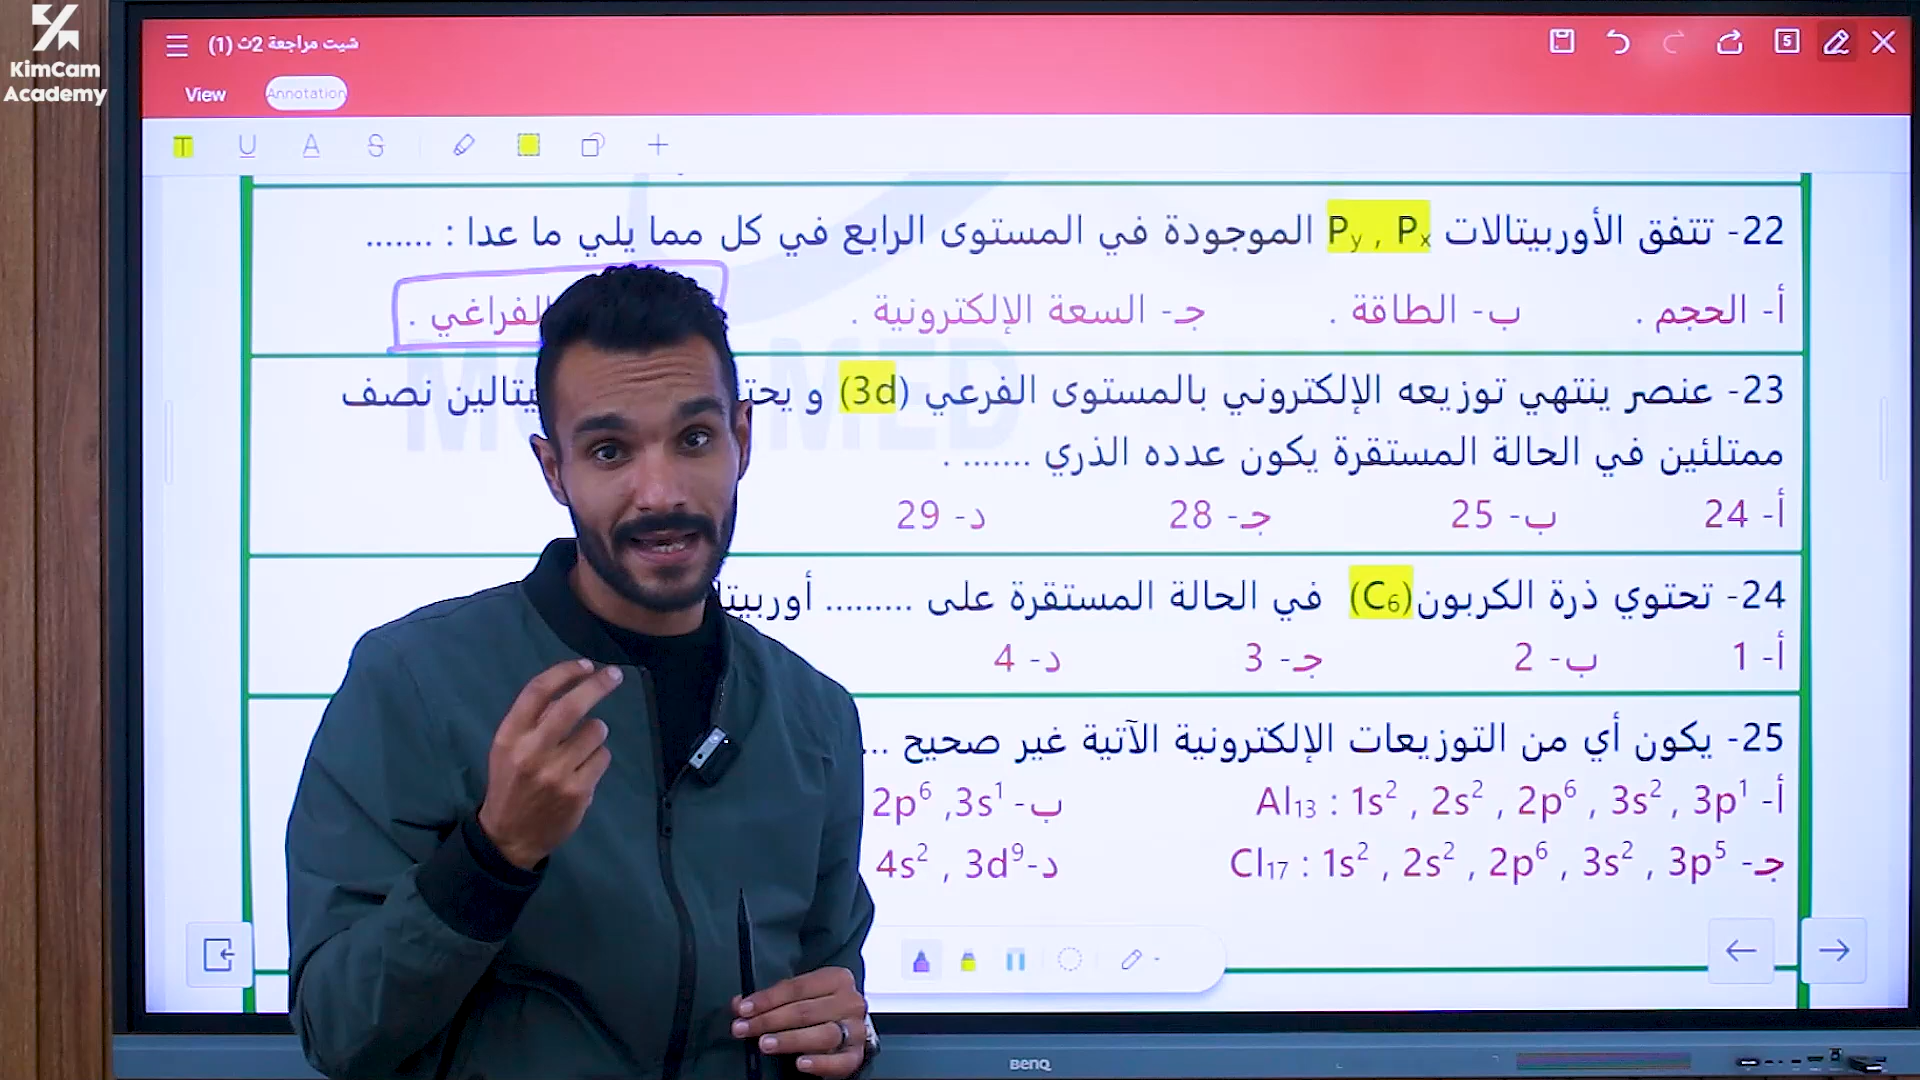 KimCam
Academy
شيت مراجعة 2ث (1)
View
Annotation
22- تتفق الأوربيتالات Py , Px الموجودة في المستوى الرابع في كل مما يلي ما عدا : .......
أ- الحجم .
ب- الطاقة .
جـ- السعة الإلكترونية .
الفراغي .
23- عنصر ينتهي توزيعه الإلكتروني بالمستوى الفرعي (3d) و نصف
ممتلئين في الحالة المستقرة يكون عدده الذري ....... .
أ- 24
ب- 25
جـ- 28
د- 29
24- تحتوي ذرة الكربون (C₆) في الحالة المستقرة على .........
أ- 1
ب- 2
جـ- 3
د- 4
25- يكون أي من التوزيعات الإلكترونية الآتية غير صحيح ...
أ- Al₁₃ : 1s² , 2s² , 2p⁶ , 3s² , 3p¹
ب- 2p⁶ ,3s¹
جـ- Cl₁₇ : 1s² , 2s² , 2p⁶ , 3s² , 3p⁵
د- 4s² , 3d⁹
BENQ